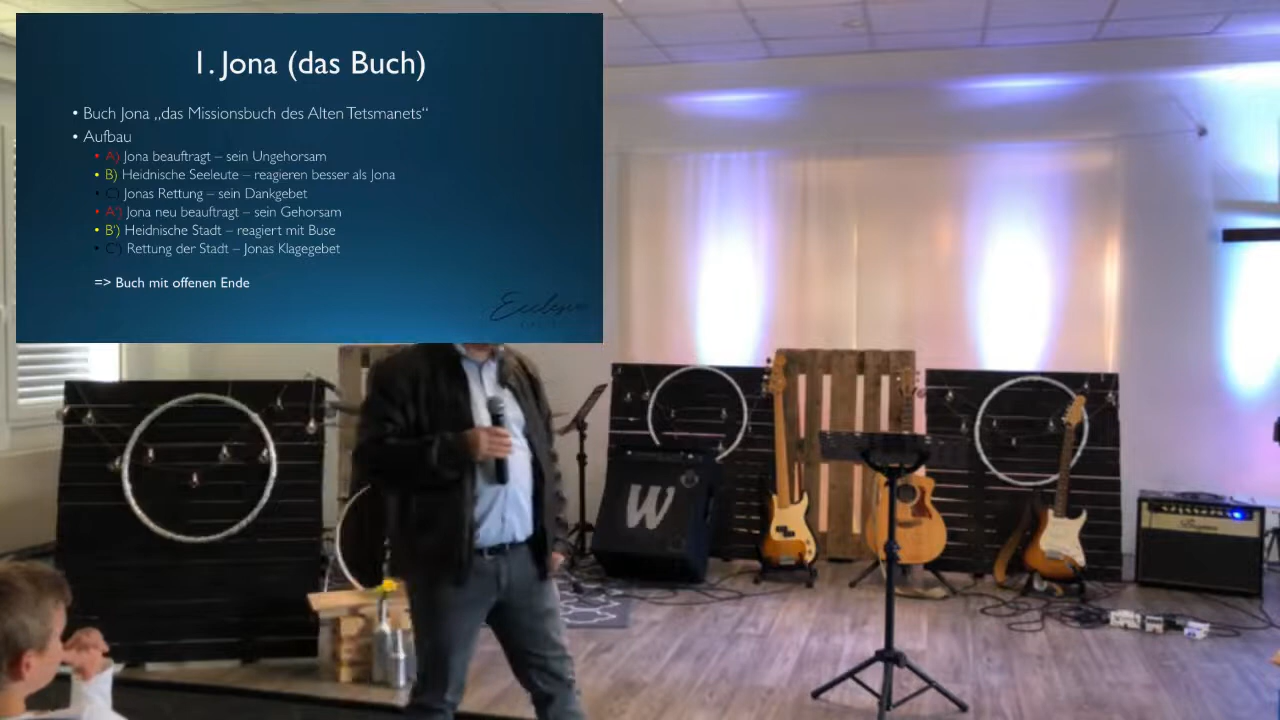 1. Jona (das Buch)
• Buch Jona „das Missionsbuch des Alten Tetsmanets“
• Aufbau
• A) Jona beauftragt – sein Ungehorsam
• B) Heidnische Seeleute – reagieren besser als Jona
• C) Jonas Rettung – sein Dankgebet
• A') Jona neu beauftragt – sein Gehorsam
• B') Heidnische Stadt – reagiert mit Buse
• C') Rettung der Stadt – Jonas Klagegebet
=> Buch mit offenen Ende
W